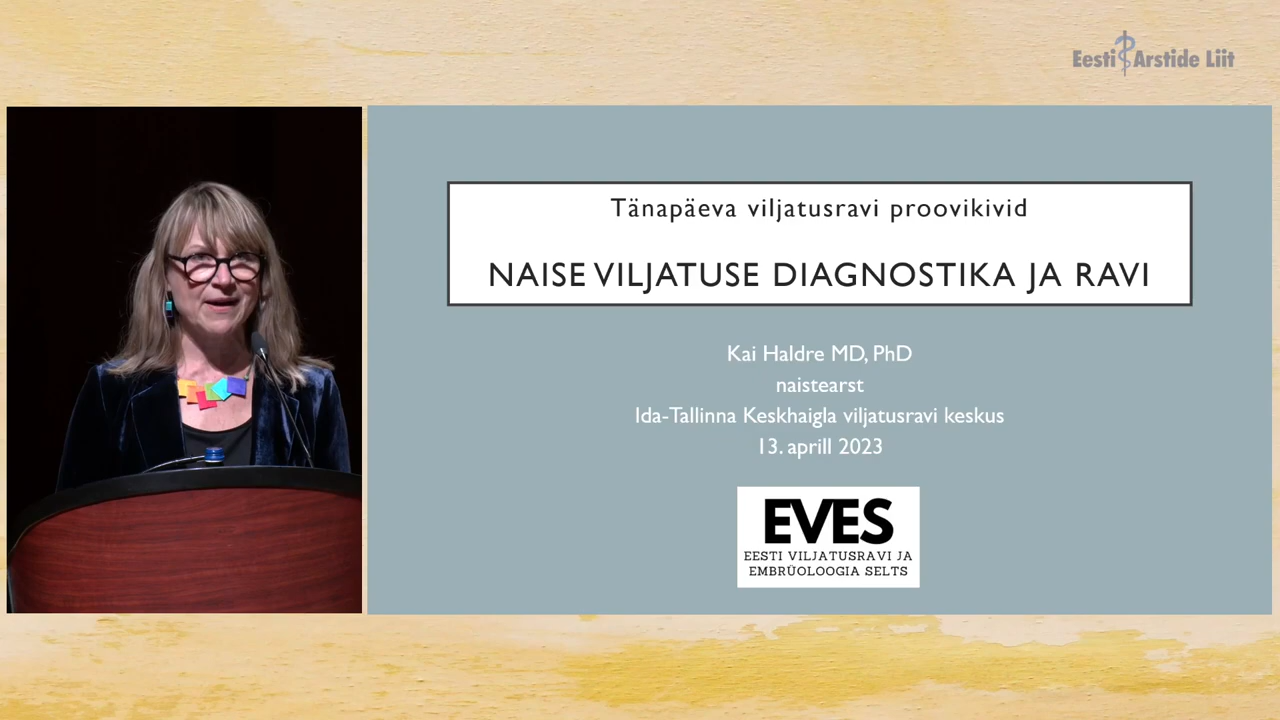 Eesti Arstide Liit
Tänapäeva viljatusravi proovikivid
NAISE VILJATUSE DIAGNOSTIKA JA RAVI
Kai Haldre MD, PhD
naistearst
Ida-Tallinna Keskhaigla viljatusravi keskus
13. aprill 2023
EVES
EESTI VILJATUSRAVI JA
EMBRÜOLOOGIA SELTS